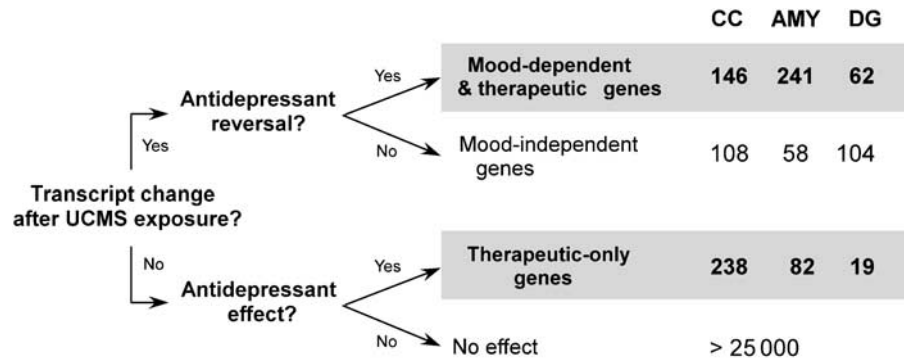 CC AMY DG
Yes
Mood-dependent
& therapeutic genes
146 241 62
Antidepressant
reversal?
Yes
No
Mood-independent
genes
108 58 104
Transcript change
after UCMS exposure?
No
Yes
Therapeutic-only
genes
238 82 19
Antidepressant
effect?
No
No effect
> 25 000